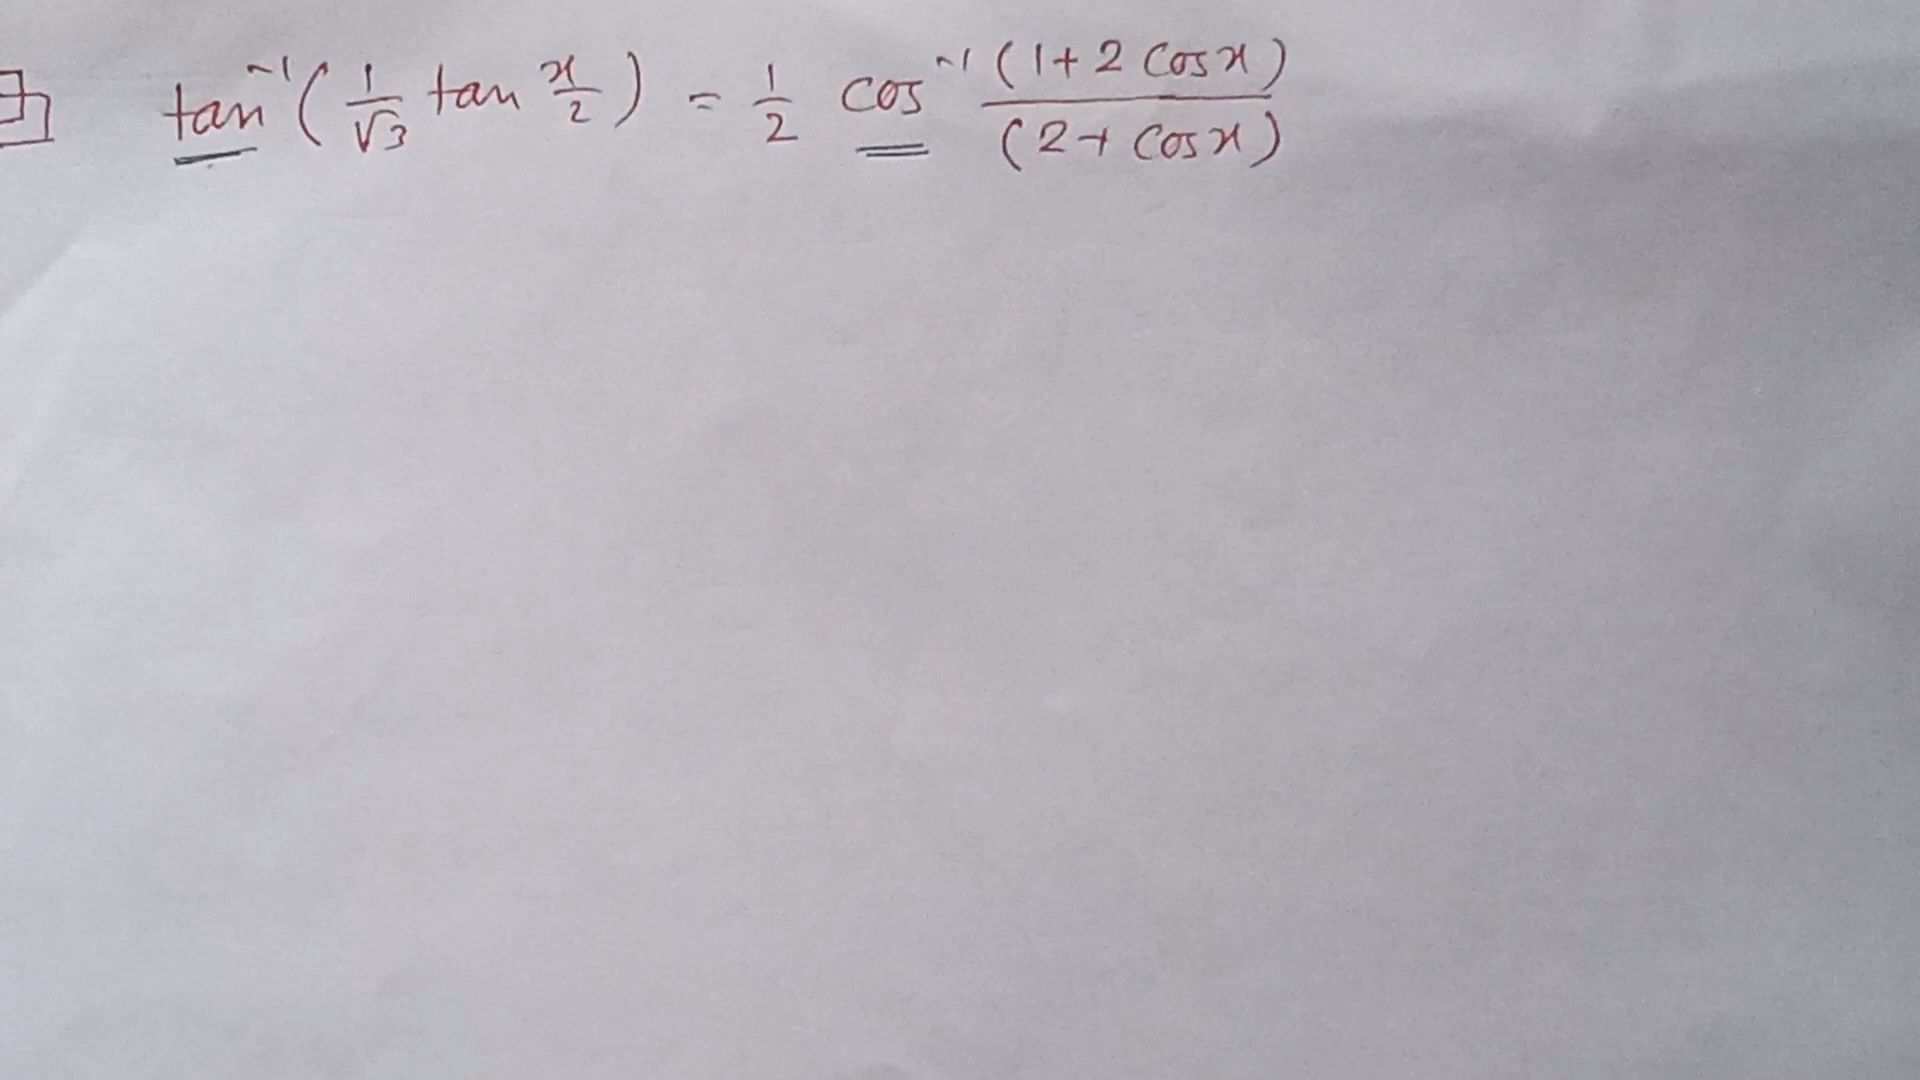 tan⁻¹ ( 1/√3 tan x/2 ) = 1/2 cos⁻¹ (1+2 cos x) / (2+ cos x)